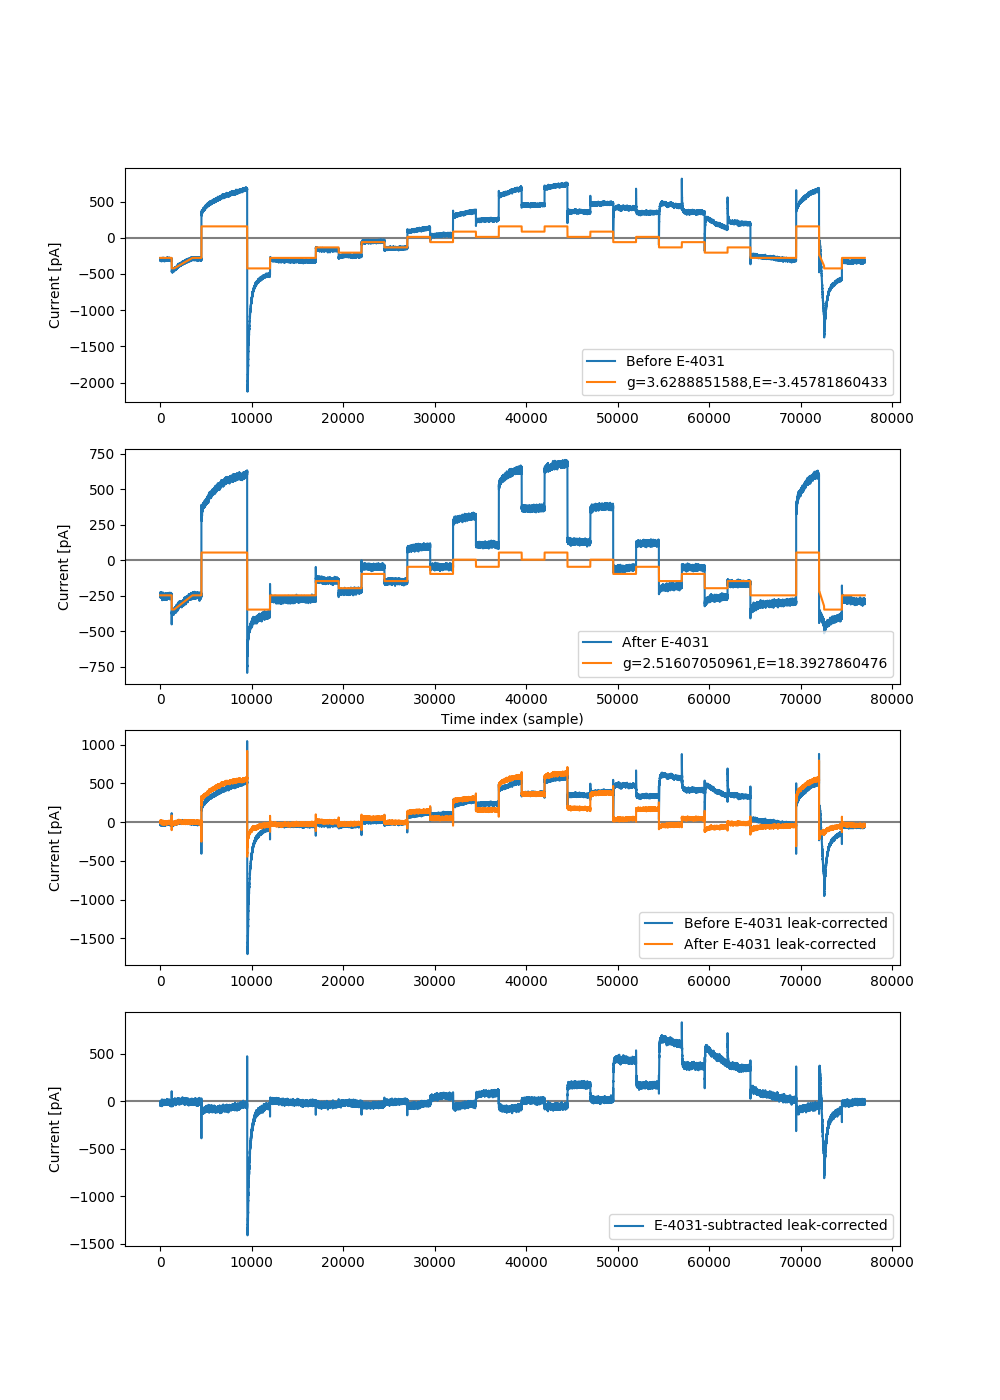 500
0
−500
−1000
−1500
−2000
Current [pA]
Before E-4031
g=3.6288851588,E=-3.45781860433
0 10000 20000 30000 40000 50000 60000 70000 80000
750
500
250
0
−250
−500
−750
Current [pA]
After E-4031
g=2.51607050961,E=18.3927860476
0 10000 20000 30000 40000 50000 60000 70000 80000
Time index (sample)
1000
500
0
−500
−1000
−1500
Current [pA]
Before E-4031 leak-corrected
After E-4031 leak-corrected
0 10000 20000 30000 40000 50000 60000 70000 80000
500
0
−500
−1000
−1500
Current [pA]
E-4031-subtracted leak-corrected
0 10000 20000 30000 40000 50000 60000 70000 80000